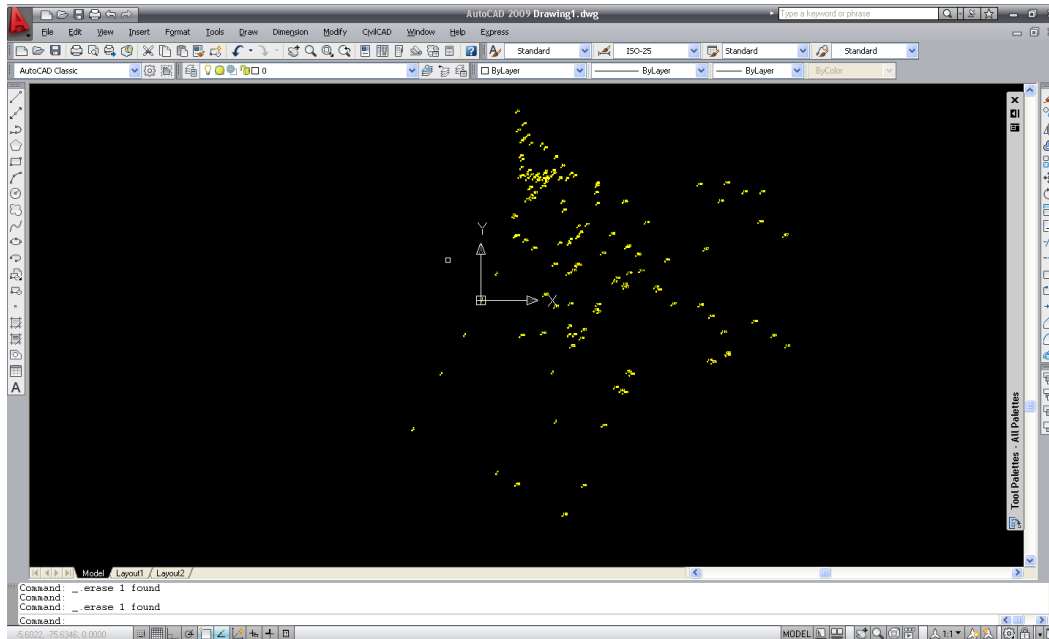 AutoCAD 2009 Drawing1.dwg
Type a keyword or phrase
File Edit View Insert Format Tools Draw Dimension Modify CivilCAD Window Help Express
Standard ISO-25 Standard Standard
AutoCAD Classic 0 ByLayer ByLayer ByLayer ByColor
Y
X
A
Tool Palettes - All Palettes
Model Layout1 Layout2
Command: _.erase 1 found
Command:
Command: _.erase 1 found
Command:
-5.6022, -75.6346, 0.0000 MODEL 1:1